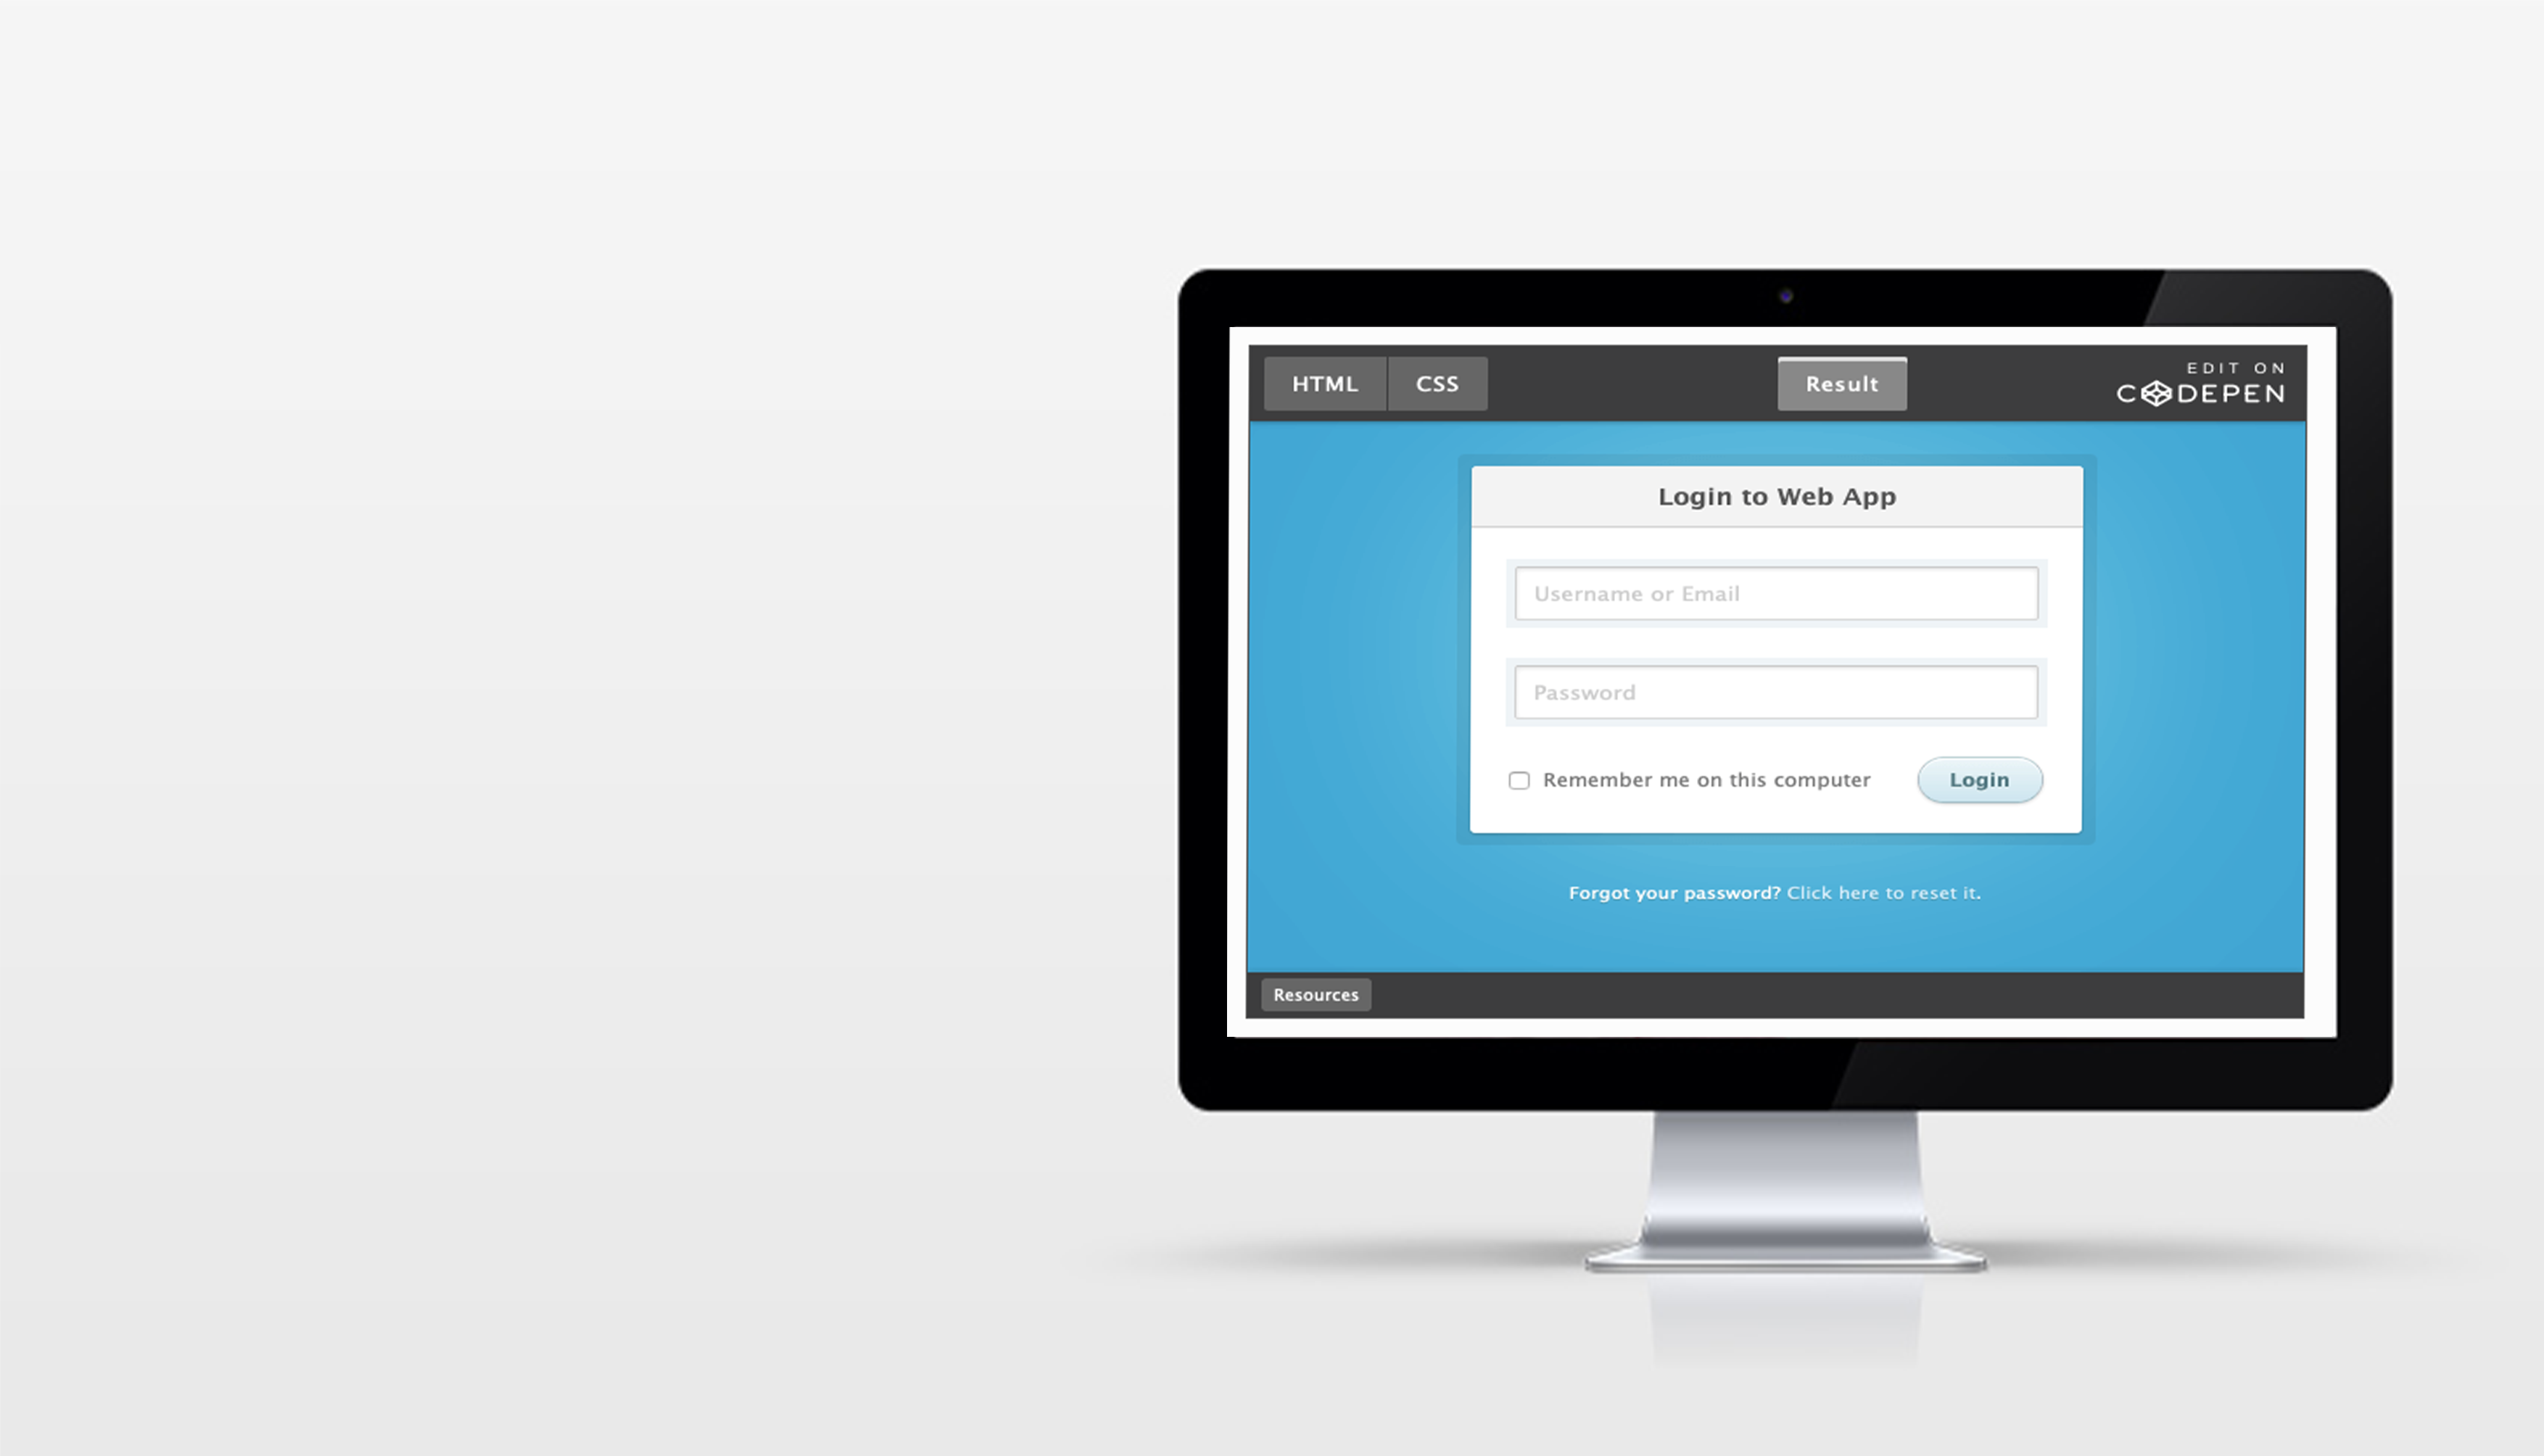 HTML CSS Result EDIT ON
CODEPEN
Login to Web App
Username or Email
Password
Remember me on this computer Login
Forgot your password? Click here to reset it.
Resources